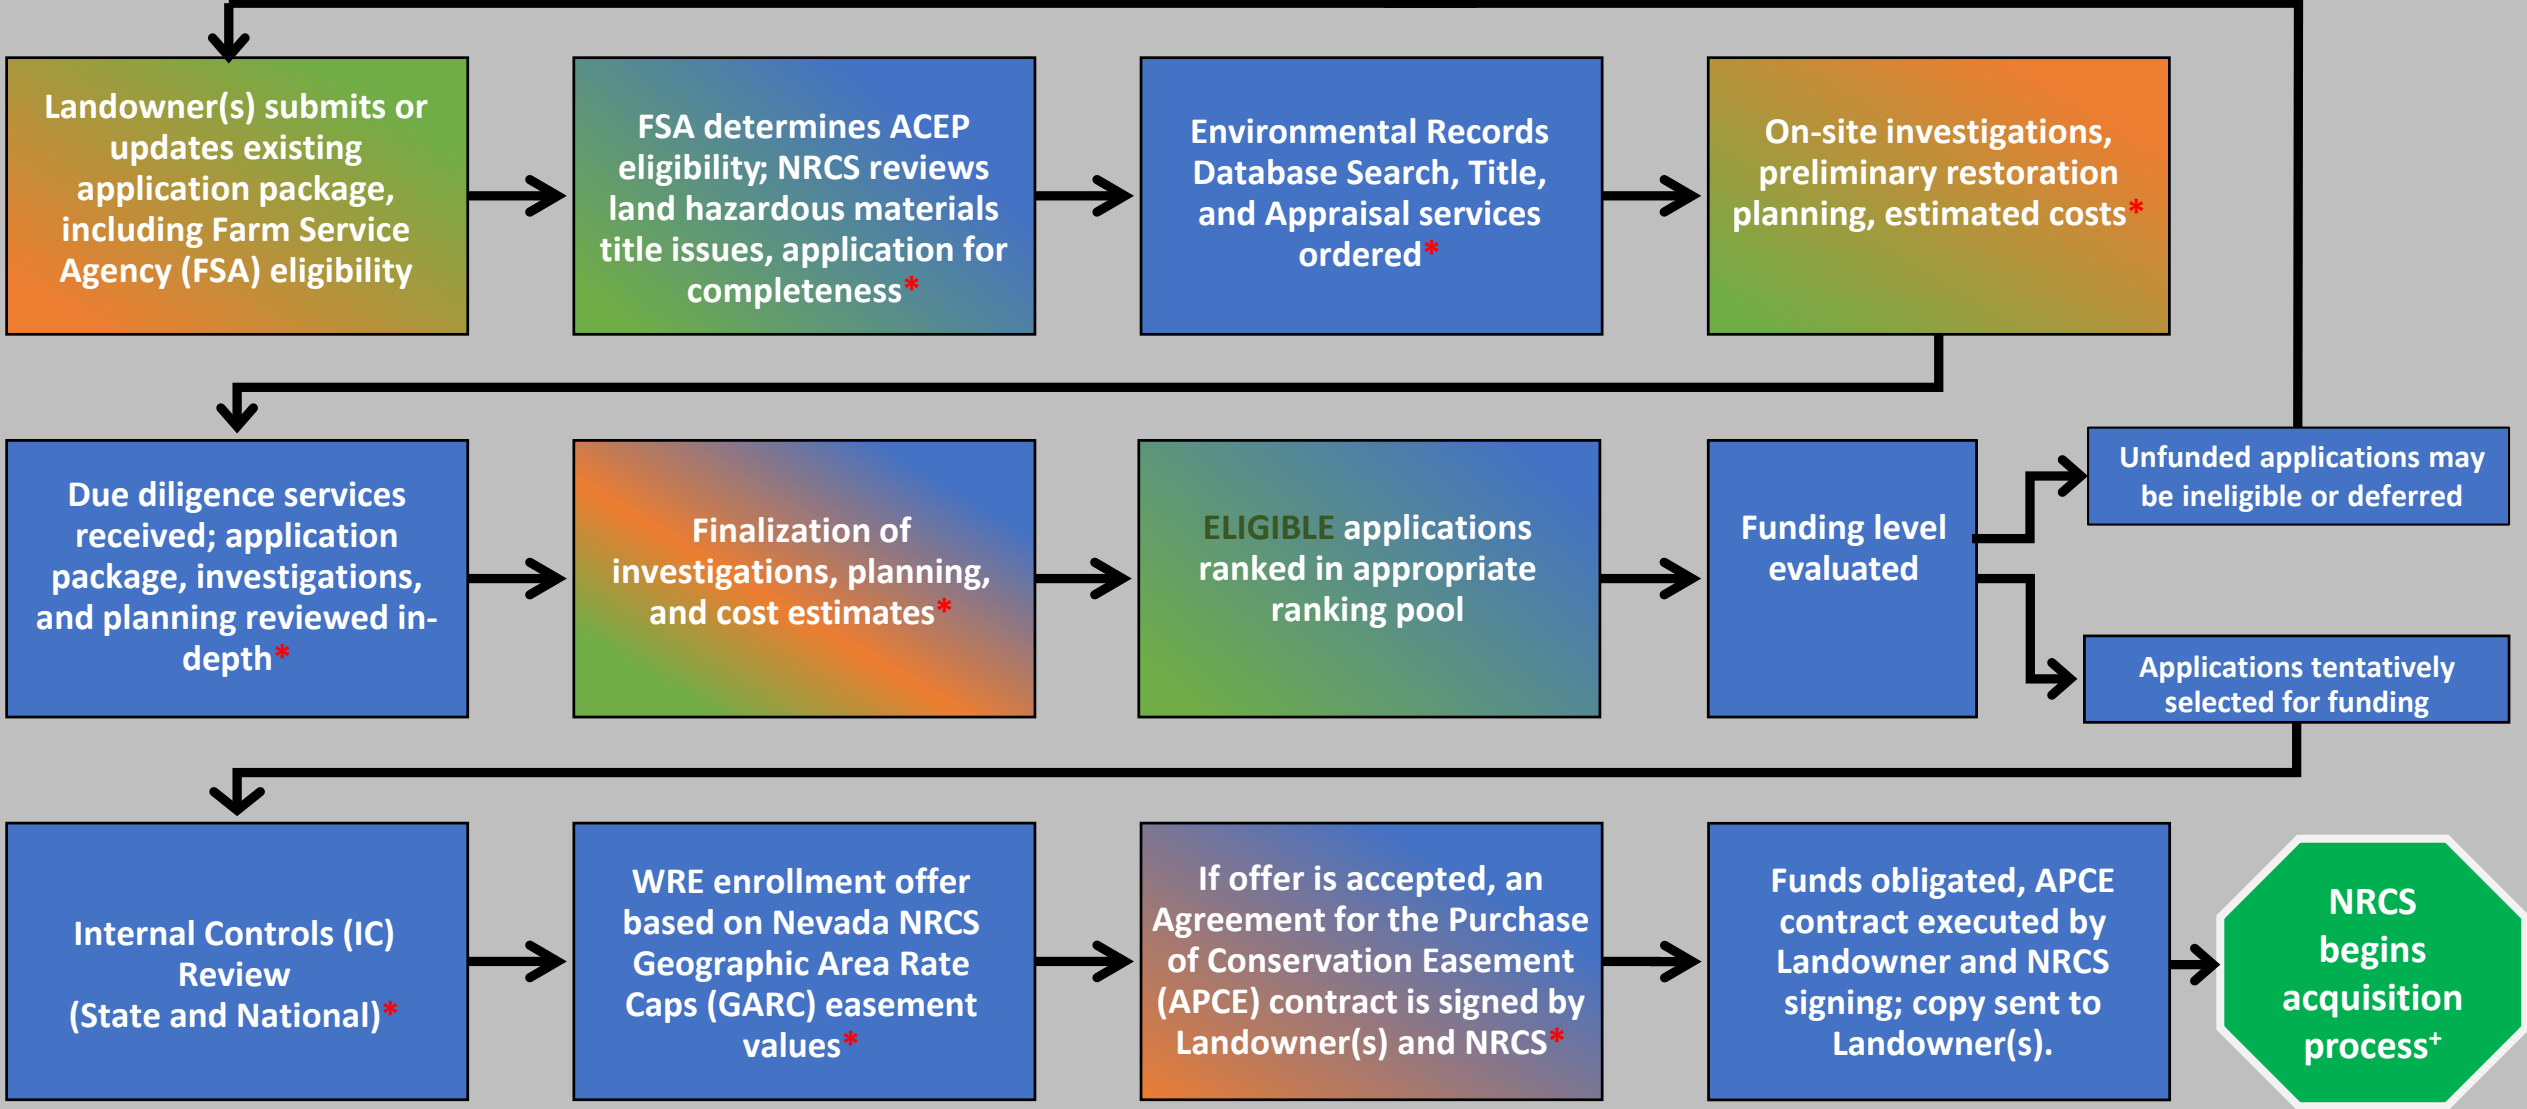 Landowner(s) submits or
updates existing
application package,
including Farm Service
Agency (FSA) eligibility
FSA determines ACEP
eligibility; NRCS reviews
land hazardous materials
title issues, application for
completeness*
Environmental Records
Database Search, Title,
and Appraisal services
ordered*
On-site investigations,
preliminary restoration
planning, estimated costs*
Due diligence services
received; application
package, investigations,
and planning reviewed in-
depth*
Finalization of
investigations, planning,
and cost estimates*
ELIGIBLE applications
ranked in appropriate
ranking pool
Funding level
evaluated
Unfunded applications may
be ineligible or deferred
Applications tentatively
selected for funding
Internal Controls (IC)
Review
(State and National)*
WRE enrollment offer
based on Nevada NRCS
Geographic Area Rate
Caps (GARC) easement
values*
If offer is accepted, an
Agreement for the Purchase
of Conservation Easement
(APCE) contract is signed by
Landowner(s) and NRCS*
Funds obligated, APCE
contract executed by
Landowner and NRCS
signing; copy sent to
Landowner(s).
NRCS
begins
acquisition
process+